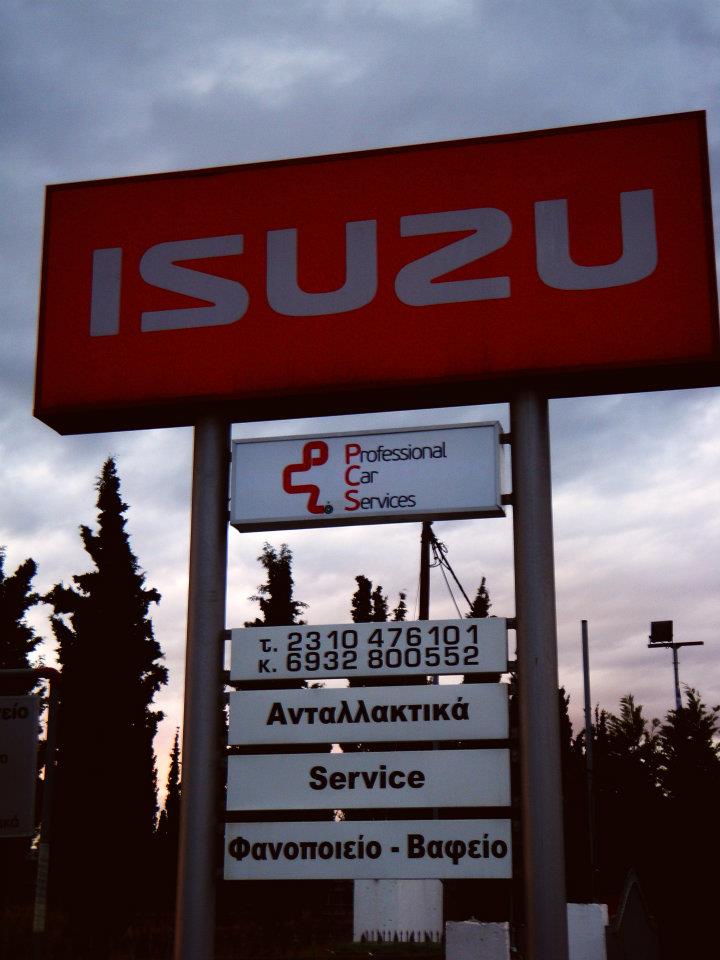 ISUZU
Professional
Car
Services
τ. 2310 476101
κ. 6932 800552
Ανταλλακτικά
Service
Φανοποιείο - Βαφείο